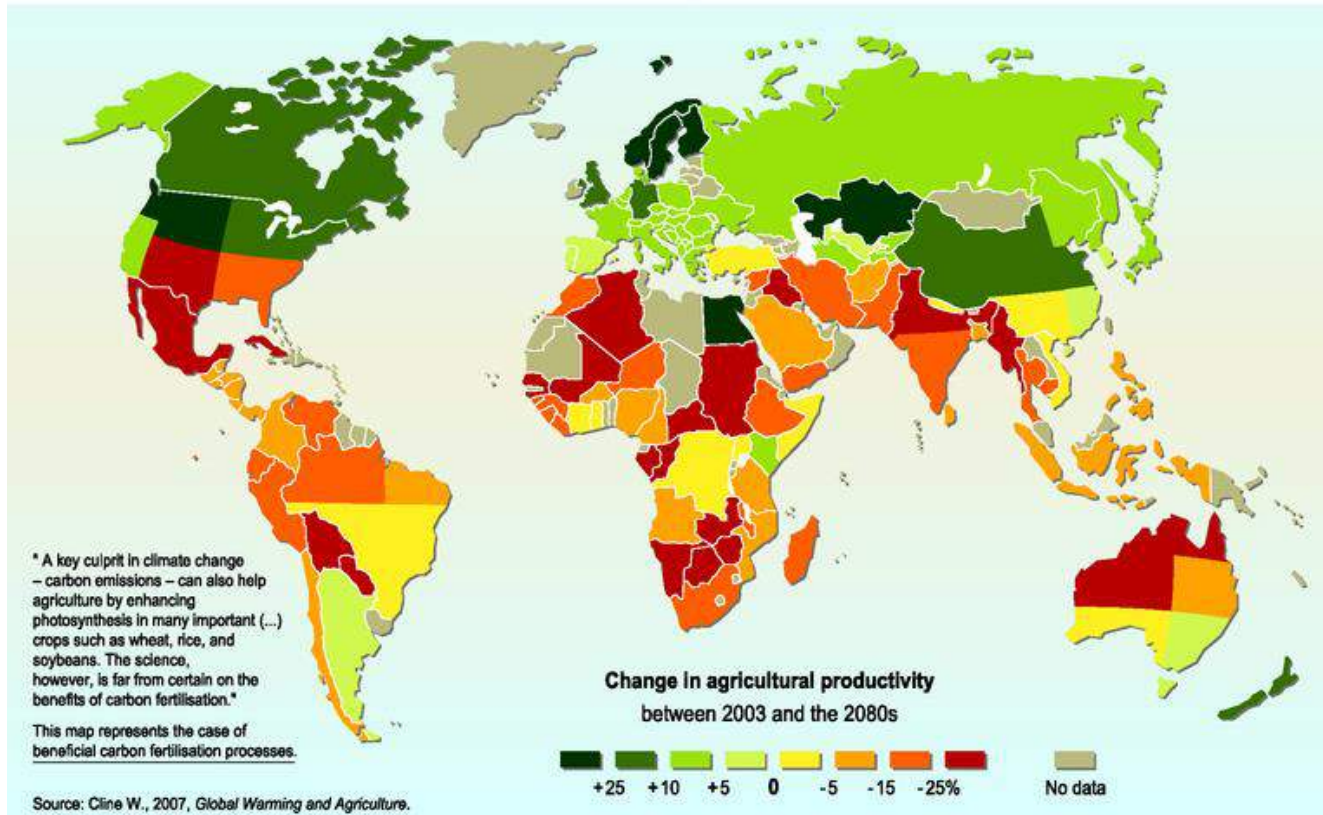 " A key culprit in climate change
– carbon emissions – can also help
agriculture by enhancing
photosynthesis in many important (...)
crops such as wheat, rice, and
soybeans. The science,
however, is far from certain on the
benefits of carbon fertilisation."
This map represents the case of
beneficial carbon fertilisation processes.
Source: Cline W., 2007, Global Warming and Agriculture.
Change in agricultural productivity
between 2003 and the 2080s
+25 +10 +5 0 -5 -15 -25% No data